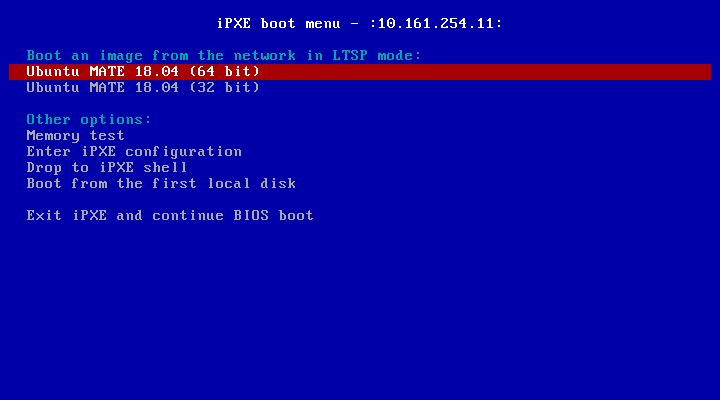 iPXE boot menu - :10.161.254.11:
Boot an image from the network in LTSP mode:
Ubuntu MATE 18.04 (64 bit)
Ubuntu MATE 18.04 (32 bit)
Other options:
Memory test
Enter iPXE configuration
Drop to iPXE shell
Boot from the first local disk
Exit iPXE and continue BIOS boot